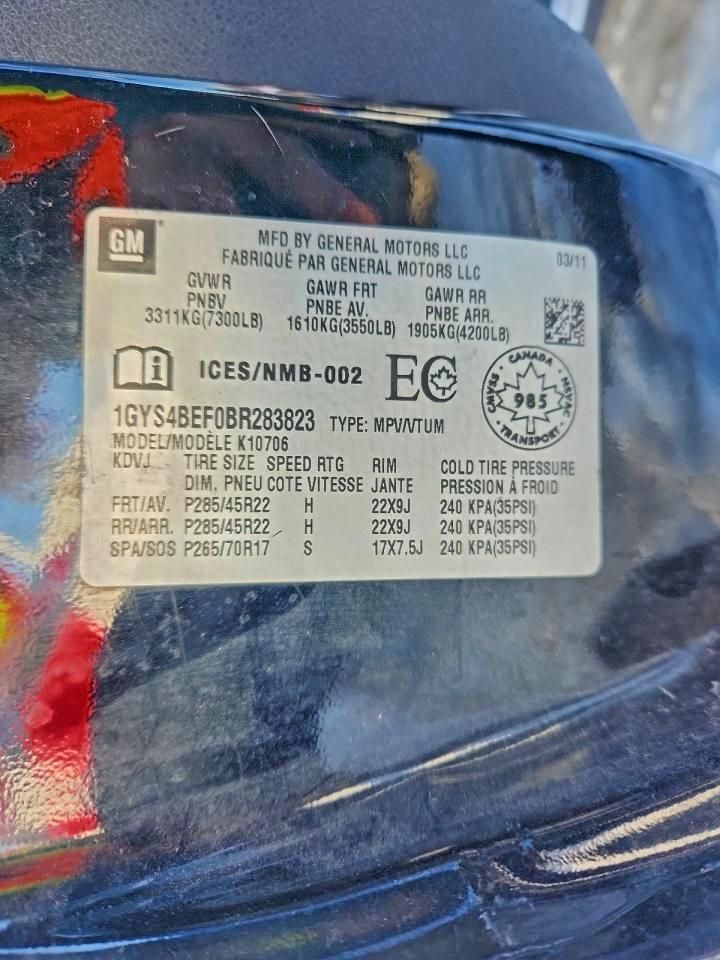 GM
MFD BY GENERAL MOTORS LLC
FABRIQUÉ PAR GENERAL MOTORS LLC
03/11
GVWR
PNBV
3311KG(7300LB)
GAWR FRT
PNBE AV.
1610KG(3550LB)
GAWR RR
PNBE ARR.
1905KG(4200LB)
i
ICES/NMB-002
EC
CANADA
CMVSS
985
NSVAC
TRANSPORT
1GYS4BEF0BR283823 TYPE: MPV/VTUM
MODEL/MODÈLE K10706
KDVJ TIRE SIZE SPEED RTG RIM COLD TIRE PRESSURE
DIM, PNEU COTE VITESSE JANTE PRESSION À FROID
FRT/AV. P285/45R22 H 22X9J 240 KPA(35PSI)
RR/ARR. P285/45R22 H 22X9J 240 KPA(35PSI)
SPA/SOS P265/70R17 S 17X7.5J 240 KPA(35PSI)